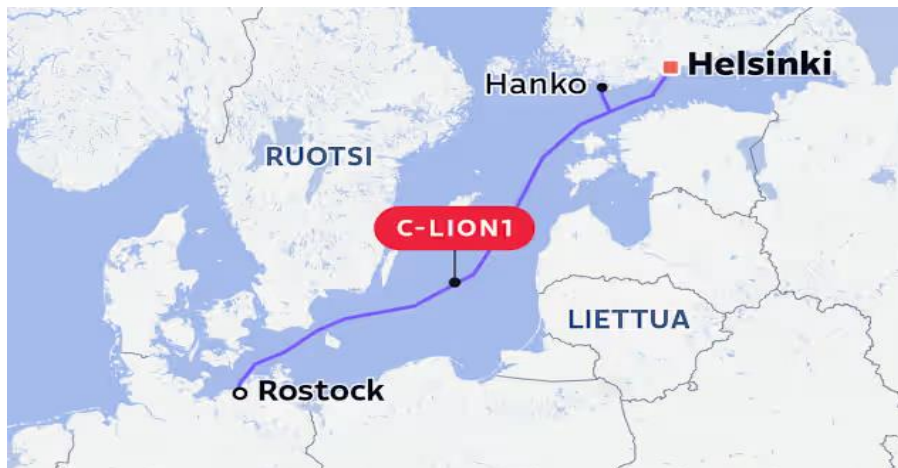 Helsinki
Hanko
RUOTSI
C-LION1
LIETTUA
Rostock